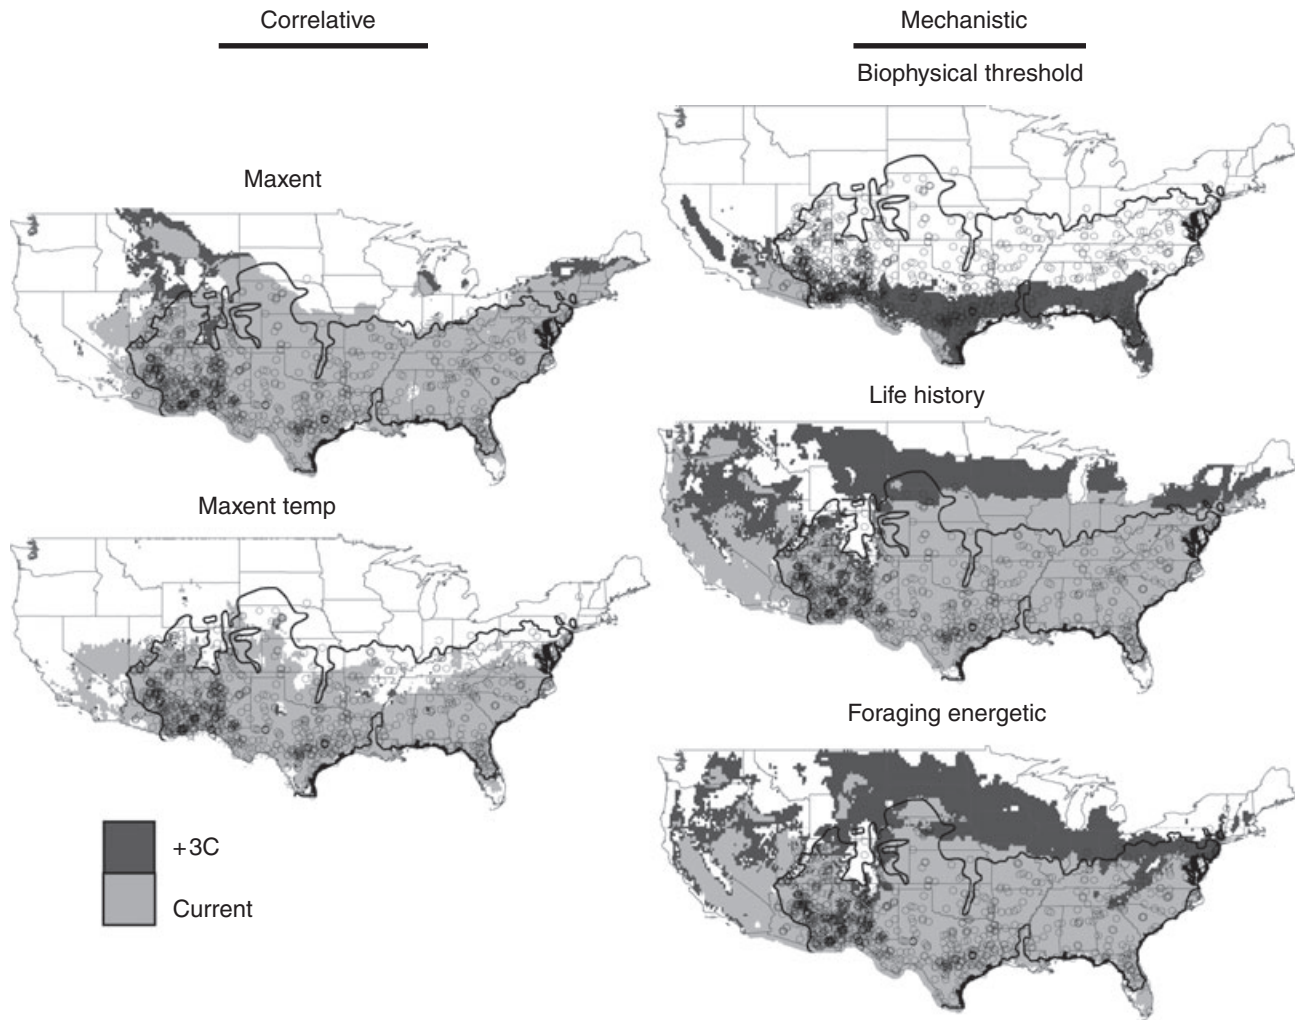 Correlative
Maxent
Maxent temp
+3C
Current
Mechanistic
Biophysical threshold
Life history
Foraging energetic